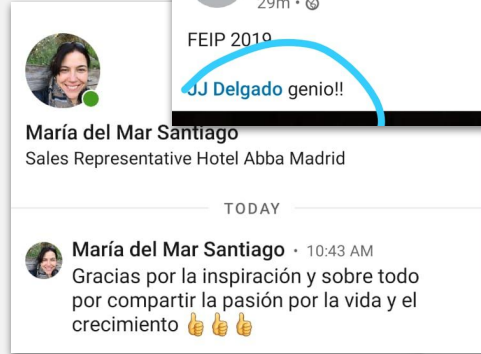 29m •
FEIP 2019
JJ Delgado genio!!
María del Mar Santiago
Sales Representative Hotel Abba Madrid
TODAY
María del Mar Santiago • 10:43 AM
Gracias por la inspiración y sobre todo
por compartir la pasión por la vida y el
crecimiento 👍👍👍